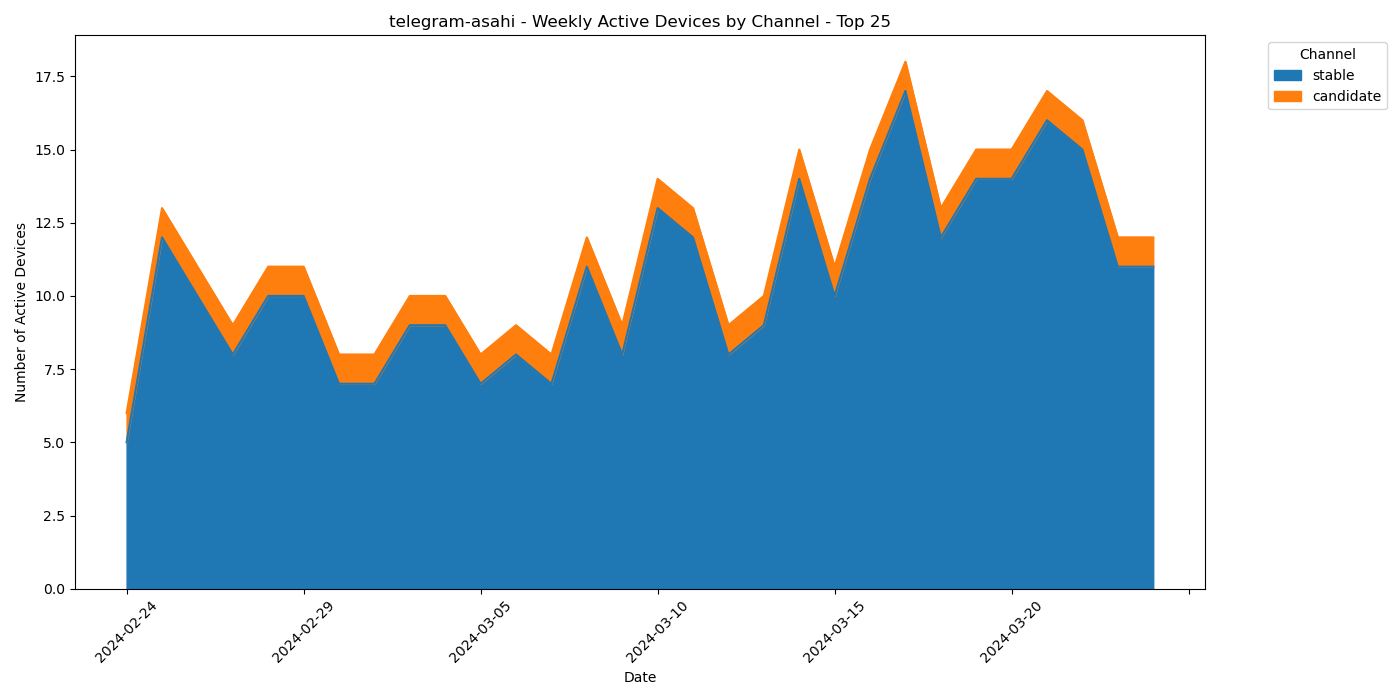 telegram-asahi - Weekly Active Devices by Channel - Top 25
Channel
stable
candidate
Number of Active Devices
17.5
15.0
12.5
10.0
7.5
5.0
2.5
0.0
2024-02-24
2024-02-29
2024-03-05
2024-03-10
2024-03-15
2024-03-20
Date